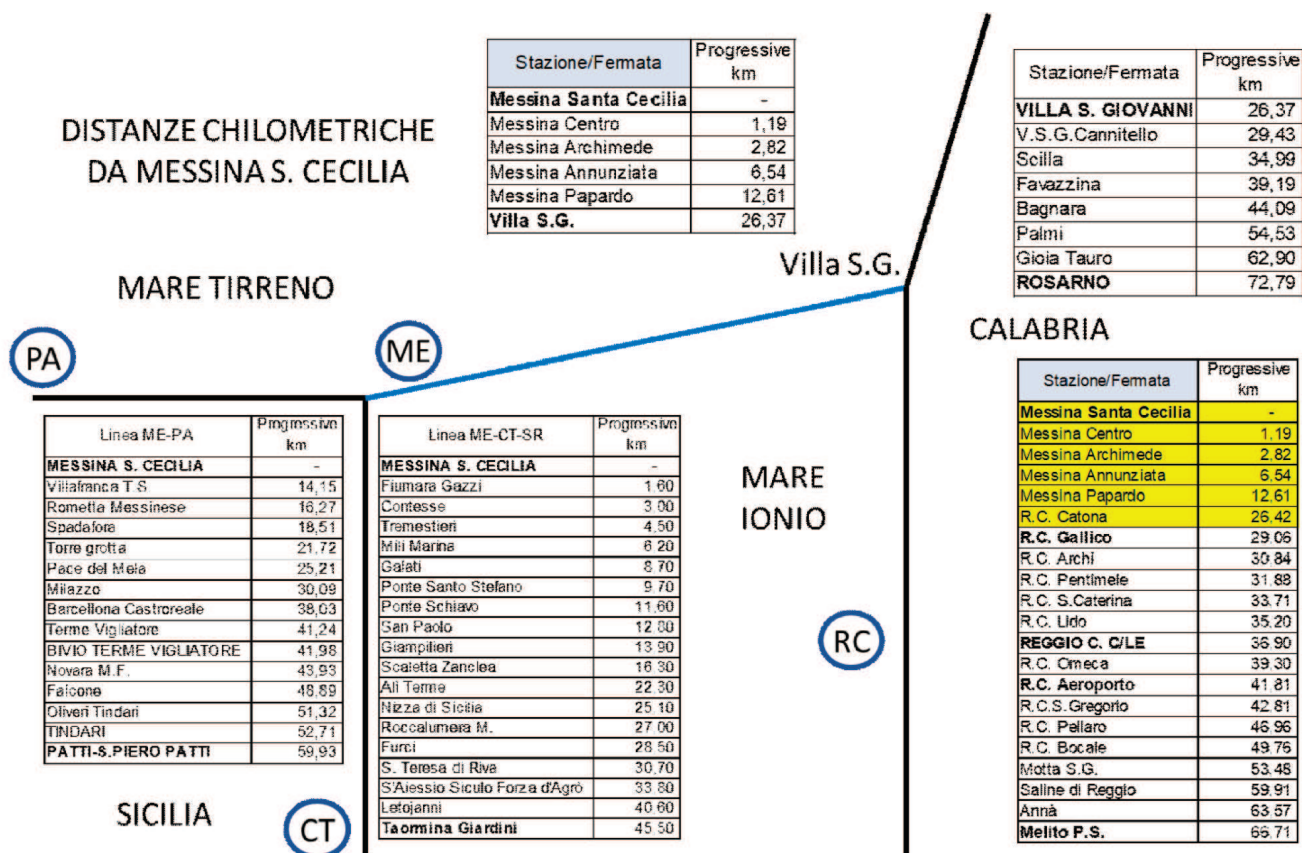 DISTANZE CHILOMETRICHE
DA MESSINA S. CECILIA
Stazione/Fermata Progressive km
Messina Santa Cecilia -
Messina Centro 1,19
Messina Archimede 2,82
Messina Annunziata 6,54
Messina Papardo 12,61
Villa S.G. 26,37
Stazione/Fermata Progressive km
VILLA S. GIOVANNI 26,37
V.S.G.Cannitello 29,43
Scilla 34,99
Favazzina 39,19
Bagnara 44,09
Palmi 54,53
Gioia Tauro 62,90
ROSARNO 72,79
MARE TIRRENO
Villa S.G.
CALABRIA
PA
ME
Linea ME-PA Progressive km
MESSINA S. CECILIA -
Villafranca T.S 14,15
Rometta Messinese 16,27
Spadafora 18,51
Torre grotta 21,72
Pace del Mela 25,21
Milazzo 30,09
Barcellona Castroreale 38,03
Terme Vigliatore 41,24
BIVIO TERME VIGLIATORE 41,98
Novara M.F. 43,93
Falcone 48,89
Oliveri Tindari 51,32
TINDARI 52,71
PATTI-S.PIERO PATTI 59,93
Linea ME-CT-SR Progressive km
MESSINA S. CECILIA -
Fiumara Gazzi 1.60
Contesse 3.00
Tremestieri 4.50
Mili Marina 6.20
Galati 8.70
Ponte Santo Stefano 9.70
Ponte Schiavo 11.60
San Paolo 12.80
Giampilieri 13.90
Scaletta Zanclea 16.30
Ali Terme 22.30
Nizza di Sicilia 25.10
Roccalumera M. 27.00
Furci 28.50
S. Teresa di Riva 30.70
S'Alessio Siculo Forza d'Agrò 33.80
Letojanni 40.60
Taormina Giardini 45.50
MARE
IONIO
RC
Stazione/Fermata Progressive km
Messina Santa Cecilia -
Messina Centro 1,19
Messina Archimede 2,82
Messina Annunziata 6,54
Messina Papardo 12,61
R.C. Catona 26,42
R.C. Gallico 29,06
R.C. Archi 30,84
R.C. Pentimele 31,88
R.C. S.Caterina 33,71
R.C. Lido 35,20
REGGIO C. C/LE 36,90
R.C. Omeca 39,30
R.C. Aeroporto 41,81
R.C.S.Gregorio 42,81
R.C. Pellaro 46,96
R.C. Bocale 49,76
Motta S.G. 53,48
Saline di Reggio 59,91
Annà 63,57
Melito P.S. 66,71
SICILIA
CT